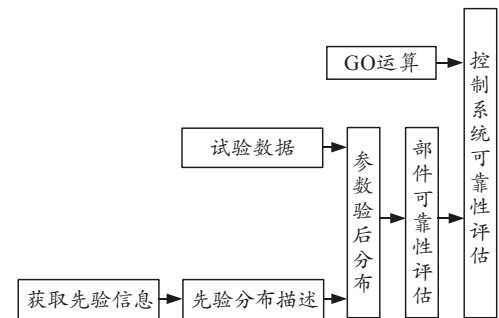 GO运算
控制系统可靠性评估
试验数据
参数验后分布
部件可靠性评估
获取先验信息
先验分布描述